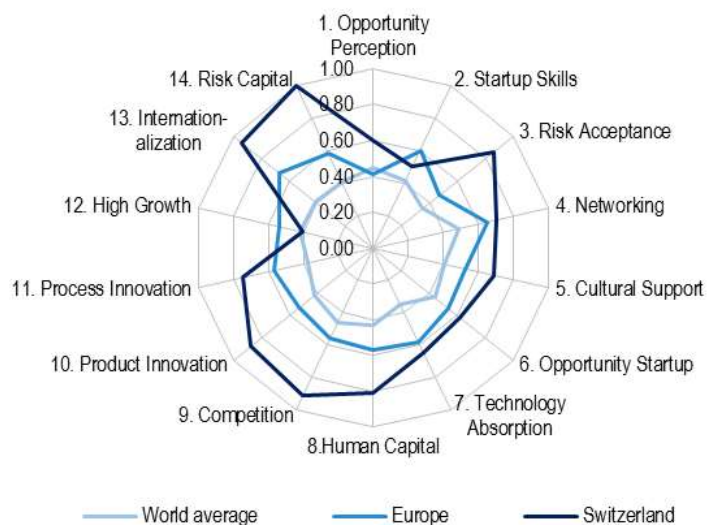 1. Opportunity
Perception
1.00
14. Risk Capital
2. Startup Skills
0.80
13. Internation-
alization
3. Risk Acceptance
0.60
0.40
12. High Growth
4. Networking
0.20
0.00
11. Process Innovation
5. Cultural Support
10. Product Innovation
6. Opportunity Startup
9. Competition
7. Technology
Absorption
8.Human Capital
World average
Europe
Switzerland